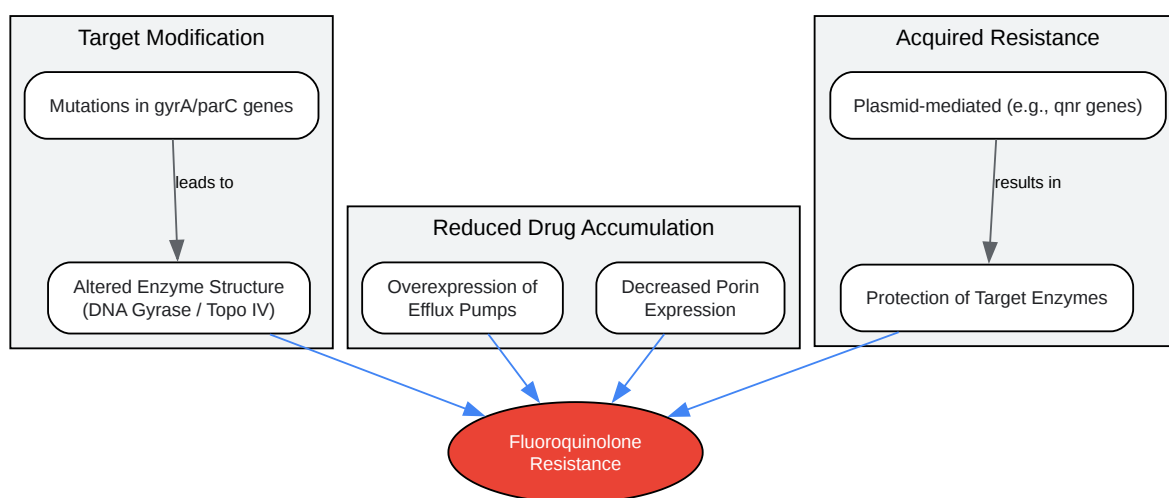 Target Modification
Mutations in gyrA/parC genes
leads to
Altered Enzyme Structure
(DNA Gyrase / Topo IV)
Reduced Drug Accumulation
Overexpression of
Efflux Pumps
Decreased Porin
Expression
Acquired Resistance
Plasmid-mediated (e.g., qnr genes)
results in
Protection of Target Enzymes
Fluoroquinolone
Resistance